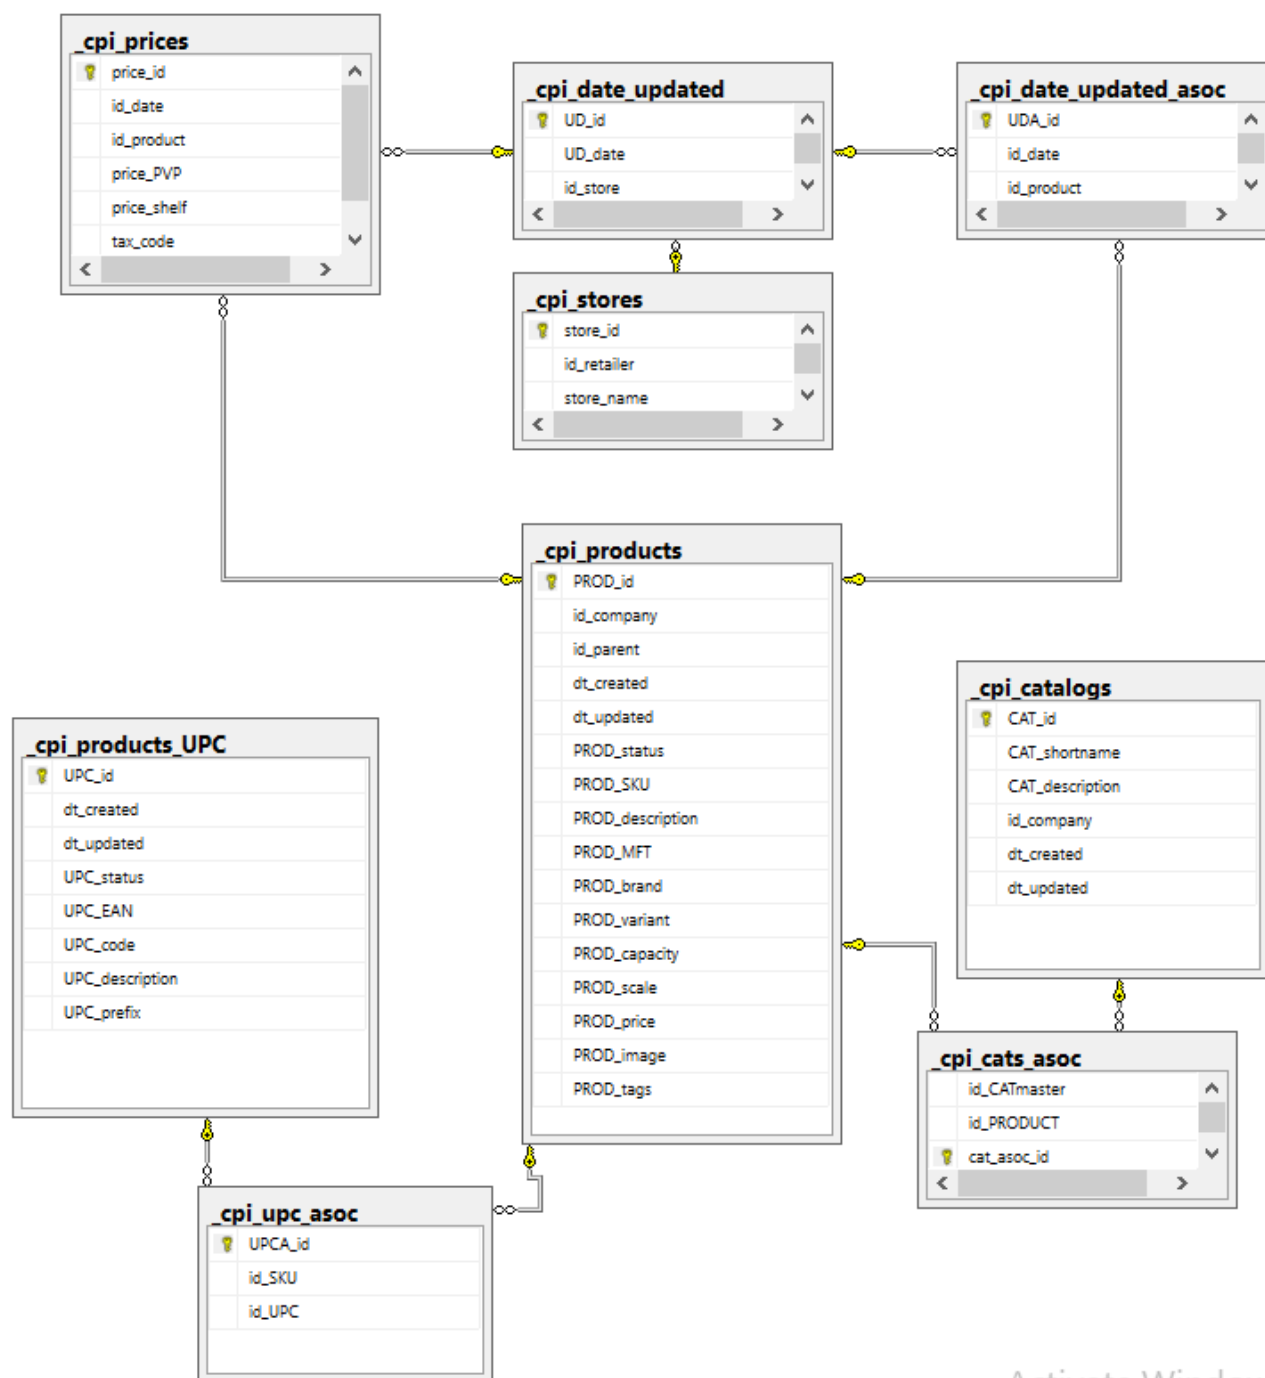 _cpi_prices
price_id
id_date
id_product
price_PVP
price_shelf
tax_code
_cpi_date_updated
UD_id
UD_date
id_store
_cpi_date_updated_asoc
UDA_id
id_date
id_product
_cpi_stores
store_id
id_retailer
store_name
_cpi_products
PROD_id
id_company
id_parent
dt_created
dt_updated
PROD_status
PROD_SKU
PROD_description
PROD_MFT
PROD_brand
PROD_variant
PROD_capacity
PROD_scale
PROD_price
PROD_image
PROD_tags
_cpi_catalogs
CAT_id
CAT_shortname
CAT_description
id_company
dt_created
dt_updated
_cpi_products_UPC
UPC_id
dt_created
dt_updated
UPC_status
UPC_EAN
UPC_code
UPC_description
UPC_prefix
_cpi_cats_asoc
id_CATmaster
id_PRODUCT
cat_asoc_id
_cpi_upc_asoc
UPCA_id
id_SKU
id_UPC